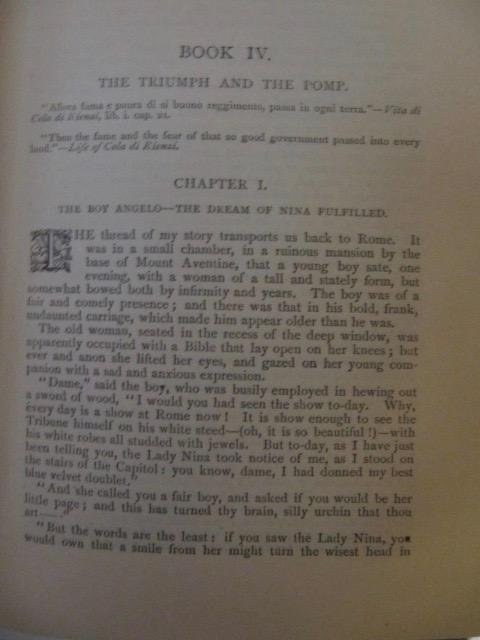 BOOK IV.
THE TRIUMPH AND THE POMP.
"Allora fama e paura di si buono reggimento, passa in ogni terra."—Vita di
Cola di Rienzi, lib. i. cap. 21.
"Then the fame and the fear of that so good government passed into every
land."—Life of Cola di Rienzi.
CHAPTER I.
THE BOY ANGELO—THE DREAM OF NINA FULFILLED.
THE thread of my story transports us back to Rome. It
was in a small chamber, in a ruinous mansion by the
base of Mount Aventine, that a young boy sate, one
evening, with a woman of a tall and stately form, but
somewhat bowed both by infirmity and years. The boy was of a
fair and comely presence; and there was that in his bold, frank,
undaunted carriage, which made him appear older than he was.
The old woman, seated in the recess of the deep window, was
apparently occupied with a Bible that lay open on her knees; but
ever and anon she lifted her eyes, and gazed on her young com-
panion with a sad and anxious expression.
"Dame," said the boy, who was busily employed in hewing out
a sword of wood, "I would you had seen the show to-day. Why,
every day is a show at Rome now! It is show enough to see the
Tribune himself on his white steed—(oh, it is so beautiful!)—with
his white robes all studded with jewels. But to-day, as I have just
been telling you, the Lady Nina took notice of me, as I stood on
the stairs of the Capitol: you know, dame, I had donned my best
blue velvet doublet."
"And she called you a fair boy, and asked if you would be her
little page; and this has turned thy brain, silly urchin that thou
art——."
"But the words are the least: if you saw the Lady Nina, you
would own that a smile from her might turn the wisest head in